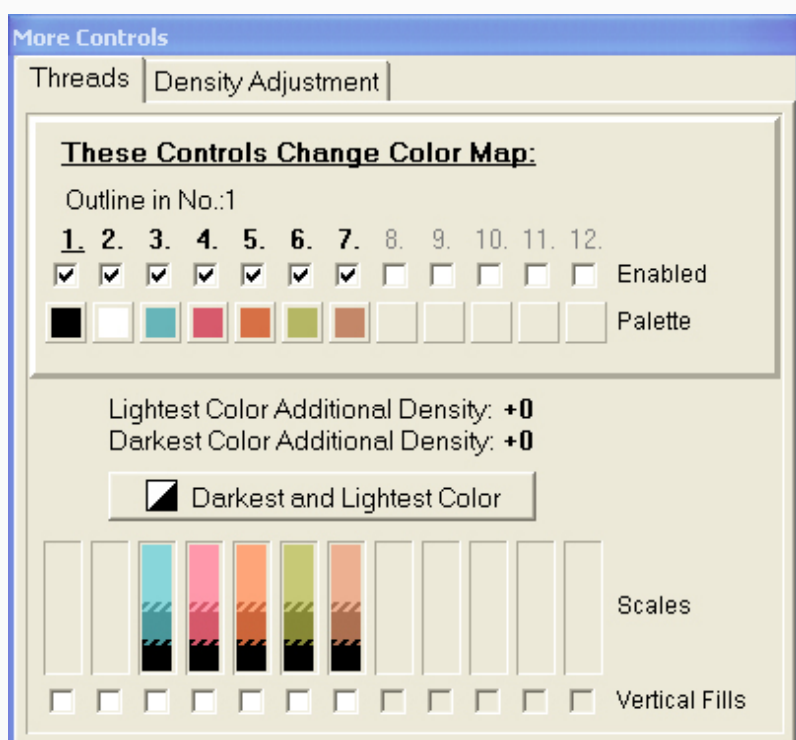 More Controls
Threads Density Adjustment
These Controls Change Color Map:
Outline in No.:1
1. 2. 3. 4. 5. 6. 7. 8. 9. 10. 11. 12.
Enabled
Palette
Lightest Color Additional Density: +0
Darkest Color Additional Density: +0
Darkest and Lightest Color
Scales
Vertical Fills